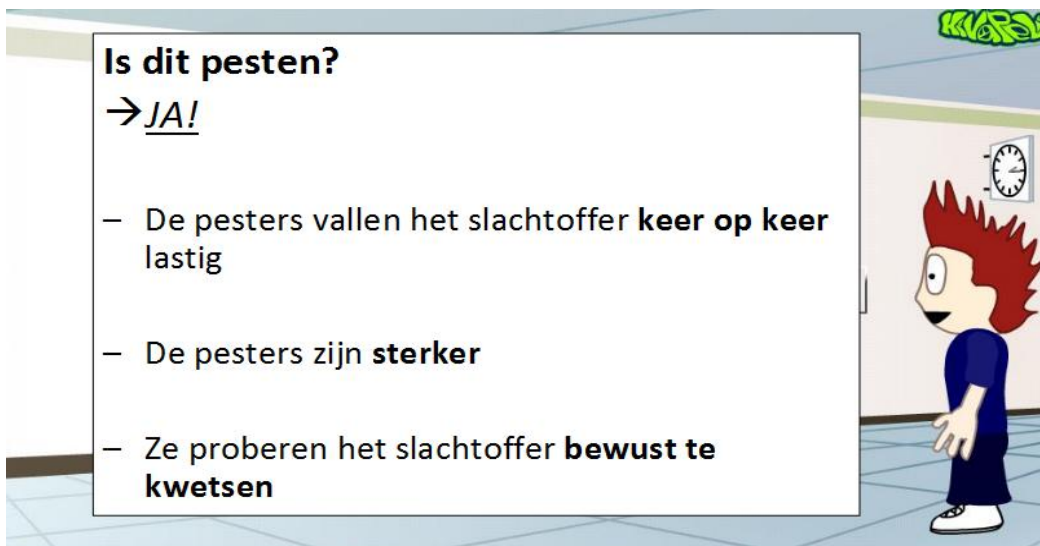 Is dit pesten?
→JA!
– De pesters vallen het slachtoffer keer op keer
lastig
– De pesters zijn sterker
– Ze proberen het slachtoffer bewust te
kwetsen